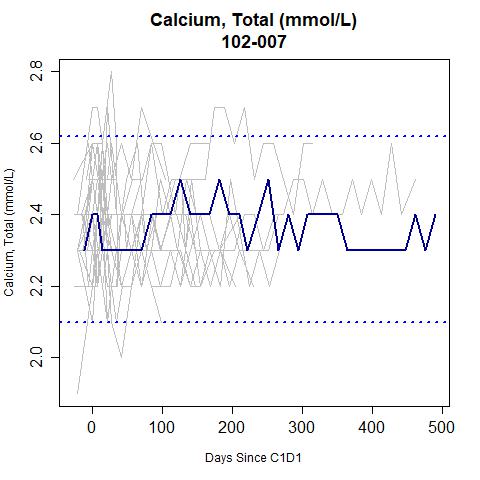 Calcium, Total (mmol/L)
102-007
2.8
2.6
2.4
2.2
2.0
Calcium, Total (mmol/L)
0 100 200 300 400 500
Days Since C1D1